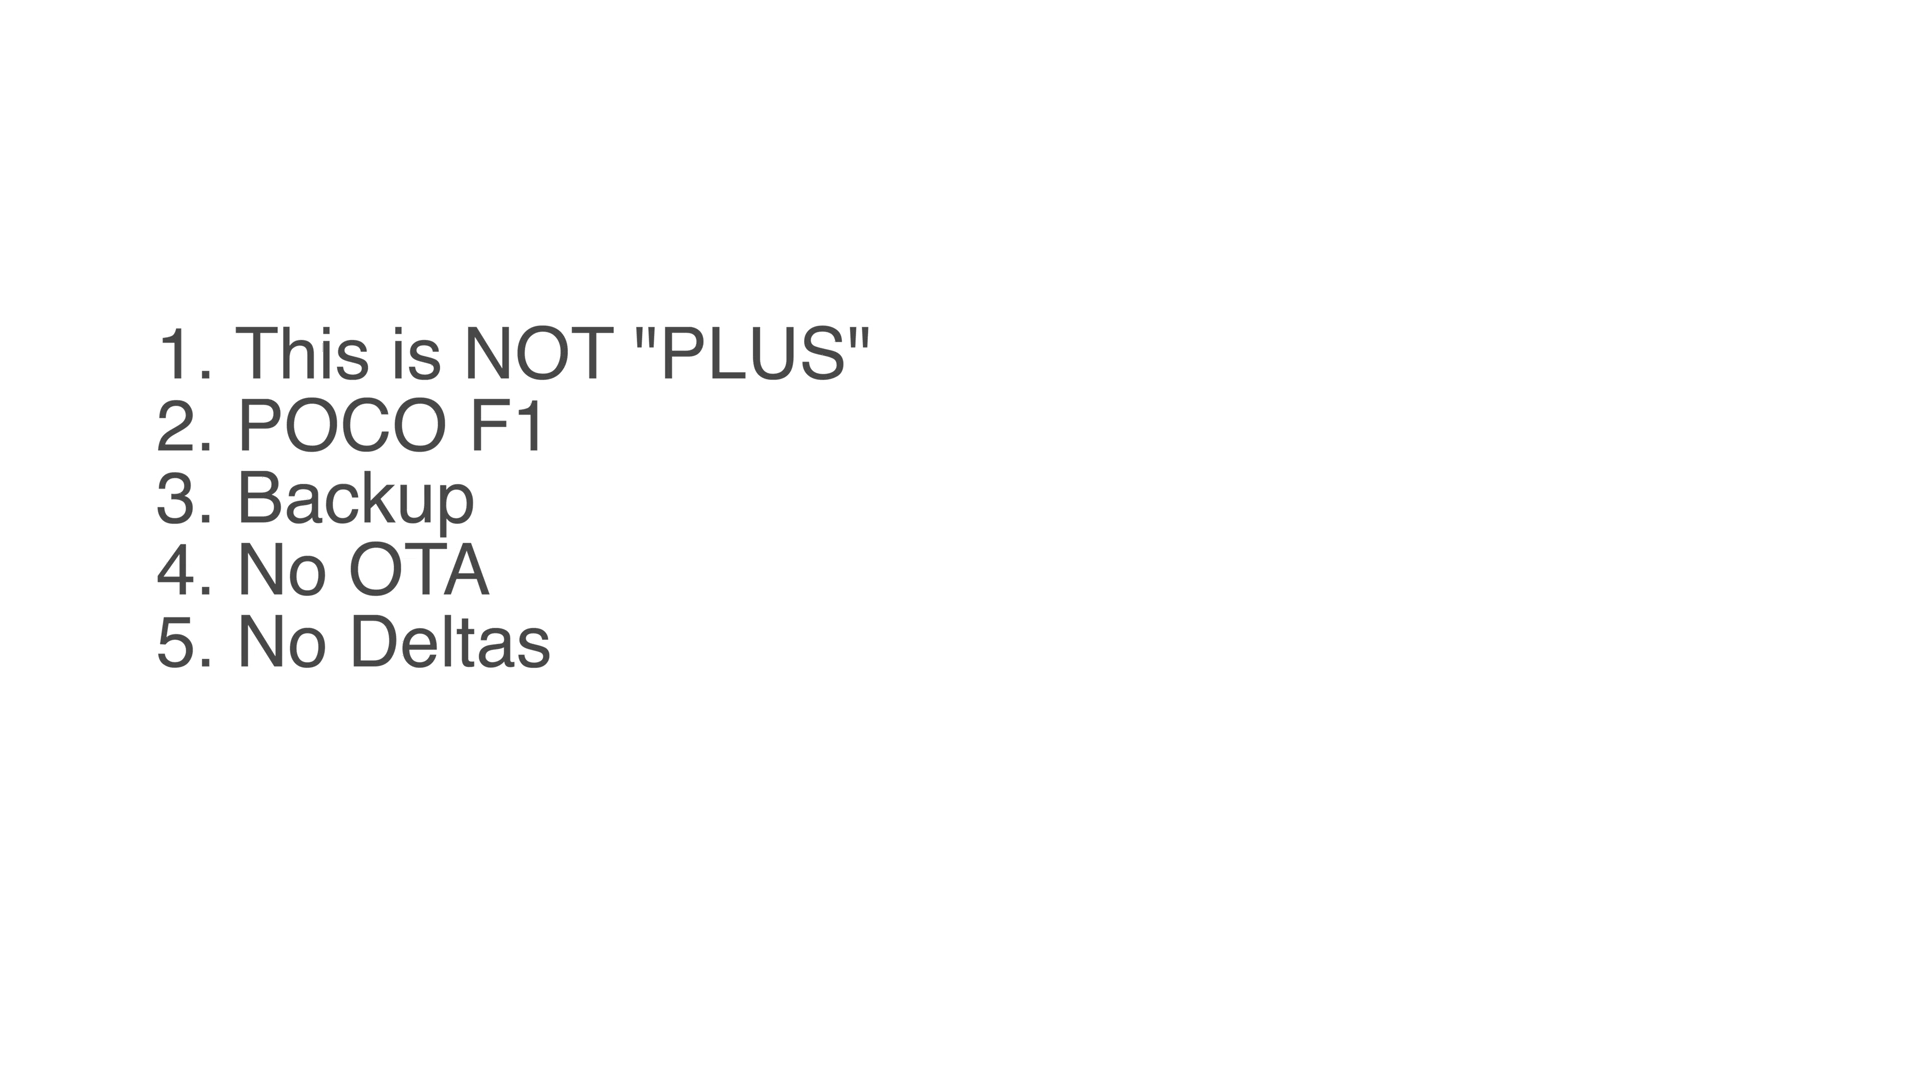 1. This is NOT "PLUS"
2. POCO F1
3. Backup
4. No OTA
5. No Deltas